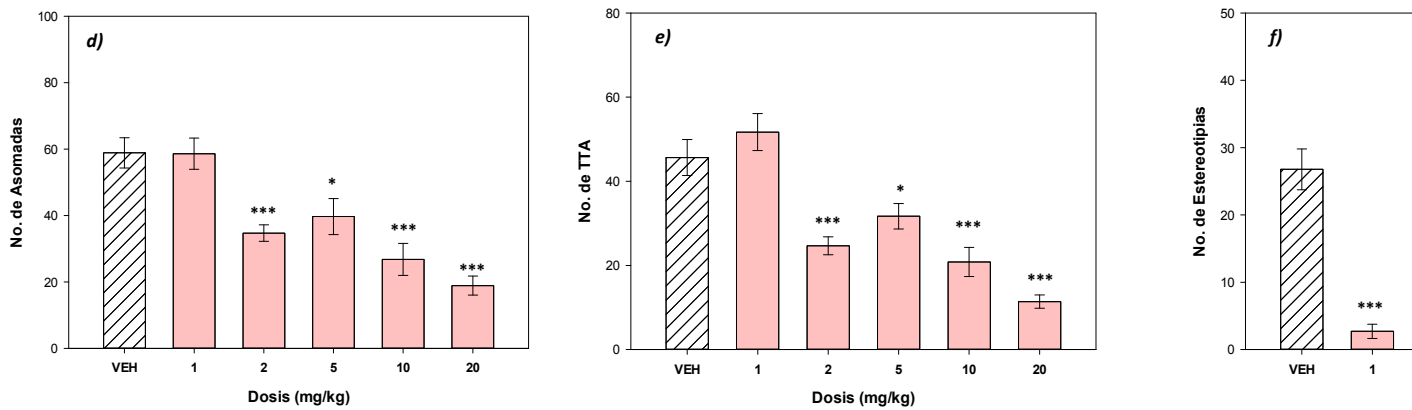 d)
No. de Asomadas
100
80
60
40
20
0
***
*
***
***
VEH 1 2 5 10 20
Dosis (mg/kg)
e)
No. de TTA
80
60
40
20
0
***
*
***
***
VEH 1 2 5 10 20
Dosis (mg/kg)
f)
No. de Estereotipias
50
40
30
20
10
0
***
VEH 1